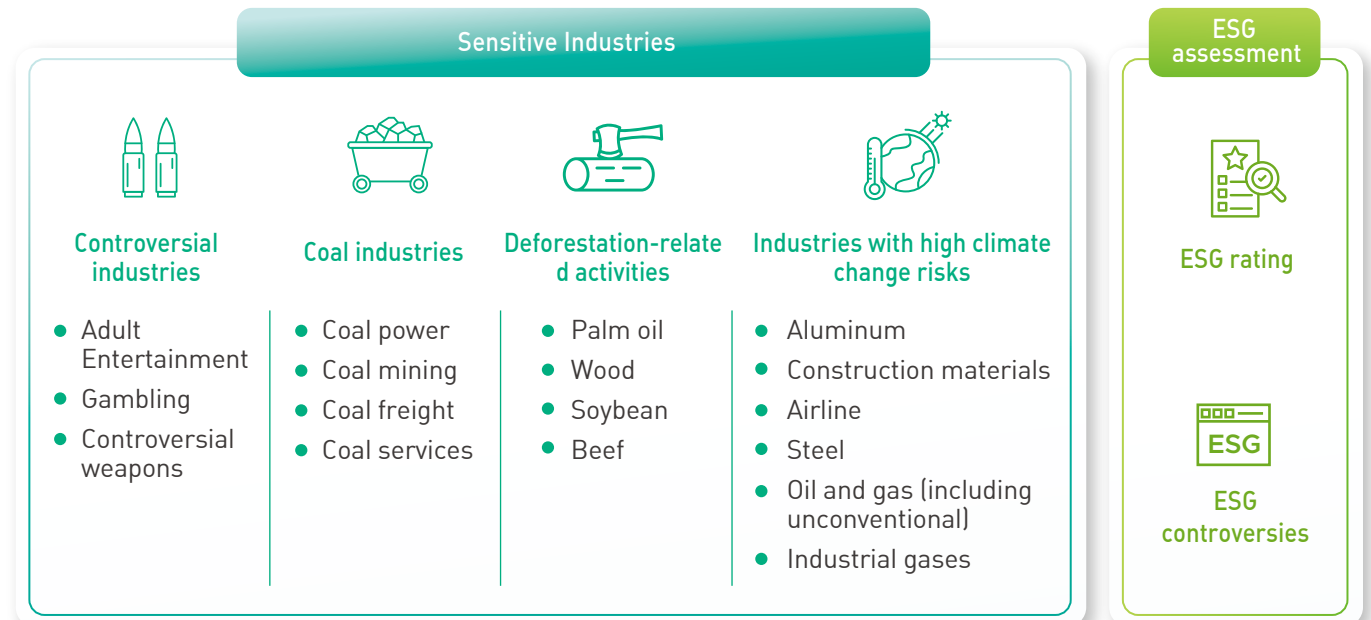 Sensitive Industries
Controversial
industries
Adult
Entertainment
Gambling
Controversial
weapons
Coal industries
Coal power
Coal mining
Coal freight
Coal services
Deforestation-relate
d activities
Palm oil
Wood
Soybean
Beef
Industries with high climate
change risks
Aluminum
Construction materials
Airline
Steel
Oil and gas (including
unconventional)
Industrial gases
ESG
assessment
ESG rating
ESG
ESG
controversies